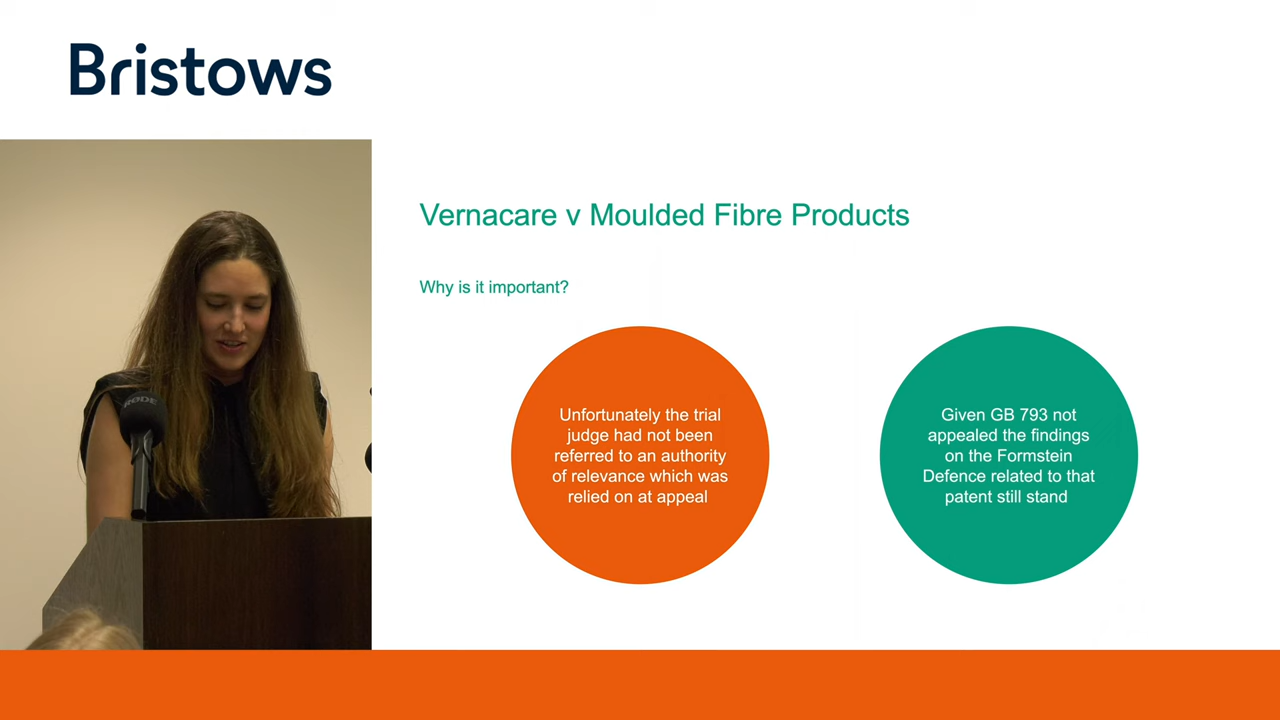 Bristows
Vernacare v Moulded Fibre Products
Why is it important?
Unfortunately the trial
judge had not been
referred to an authority
of relevance which was
relied on at appeal
Given GB 793 not
appealed the findings
on the Formstein
Defence related to that
patent still stand
RØDE